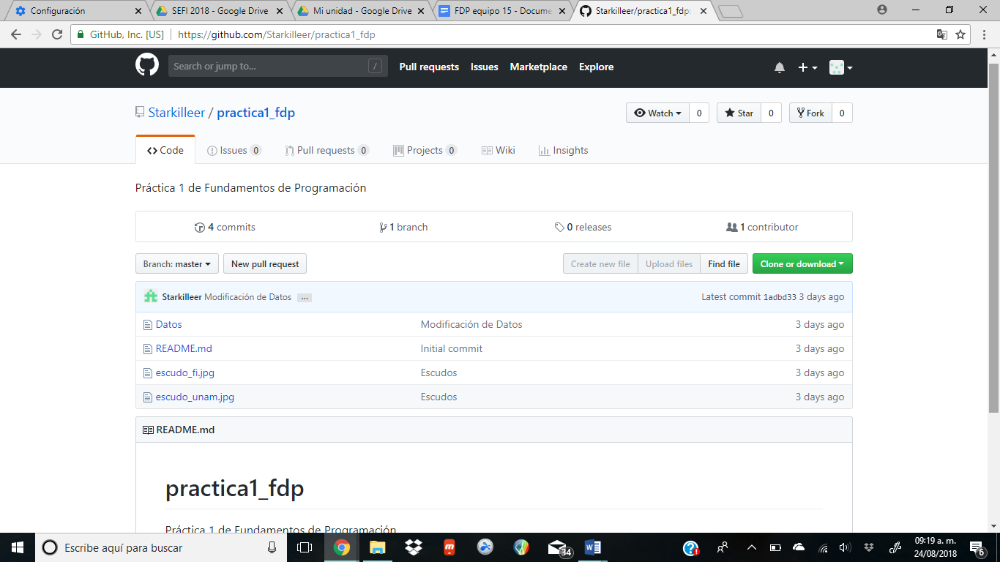 Configuración SEFI 2018 - Google Drive Mi unidad - Google Drive FDP equipo 15 - Docume Starkilleer/practica1_fdp:
GitHub, Inc. [US] https://github.com/Starkilleer/practica1_fdp
Search or jump to... / Pull requests Issues Marketplace Explore
Starkilleer / practica1_fdp Watch 0 Star 0 Fork 0
Code Issues 0 Pull requests 0 Projects 0 Wiki Insights
Práctica 1 de Fundamentos de Programación
4 commits 1 branch 0 releases 1 contributor
Branch: master New pull request Create new file Upload files Find file Clone or download
Starkilleer Modificación de Datos ... Latest commit 1adbd33 3 days ago
Datos Modificación de Datos 3 days ago
README.md Initial commit 3 days ago
escudo_fi.jpg Escudos 3 days ago
escudo_unam.jpg Escudos 3 days ago
README.md
practica1_fdp
Práctica 1 de Fundamentos de Programación
Escribe aquí para buscar 34 09:19 a. m.
24/08/2018 6